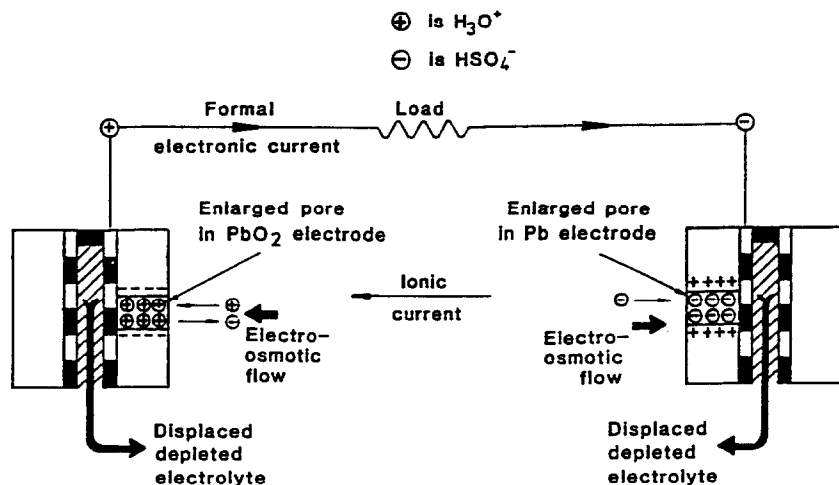 ⊕ is H₃O⁺
⊖ is HSO₄⁻
Formal
electronic current
Load
+
−
Enlarged pore
in PbO₂ electrode
Enlarged pore
in Pb electrode
Ionic
current
− − − −
⊕⊕⊕
⊕⊕⊕
− − − −
⊕
⊖
Electro-
osmotic
flow
⊖
+ + + +
⊖⊖⊖
⊖⊖⊖
+ + + +
Electro-
osmotic
flow
Displaced
depleted
electrolyte
Displaced
depleted
electrolyte